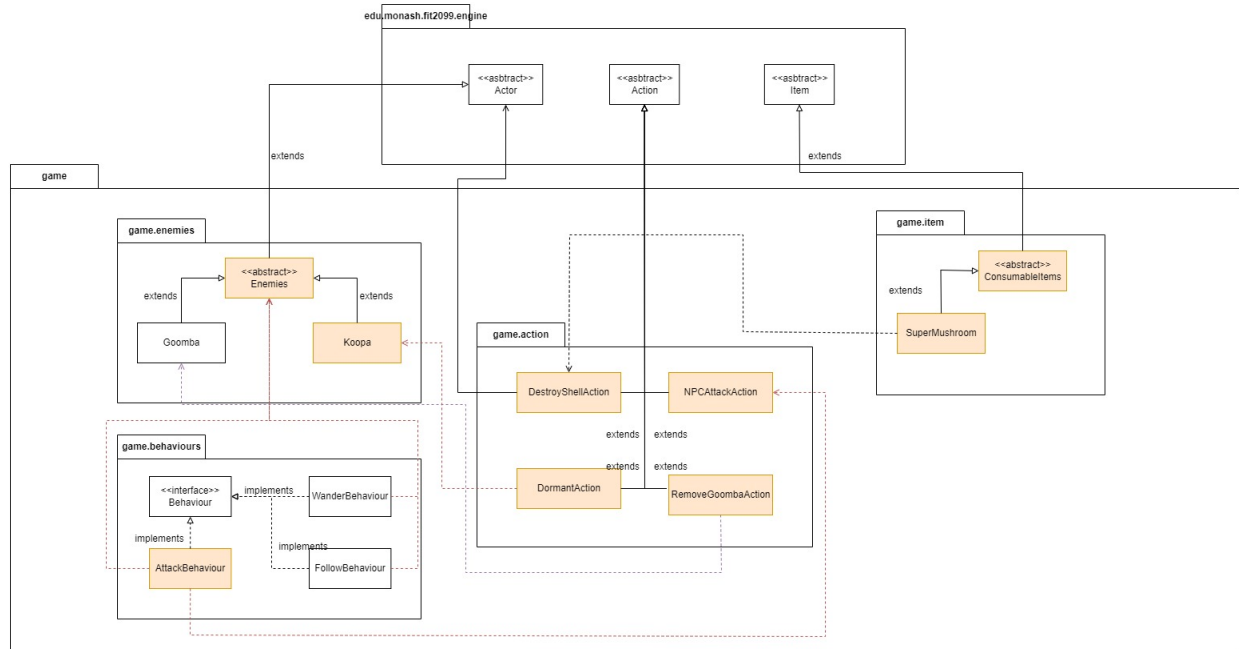 edu.monash.fit2099.engine
<<asbtract>>
Actor
<<asbtract>>
Action
<<asbtract>>
Item
extends
extends
game
game.enemies
game.item
<<abstract>>
Enemies
<<abstract>>
ConsumableItems
extends
extends
extends
Goomba
Koopa
SuperMushroom
game.action
DestroyShellAction
NPCAttackAction
extends
extends
extends
extends
DormantAction
RemoveGoombaAction
game.behaviours
<<interface>>
Behaviour
implements
WanderBehaviour
implements
implements
AttackBehaviour
FollowBehaviour